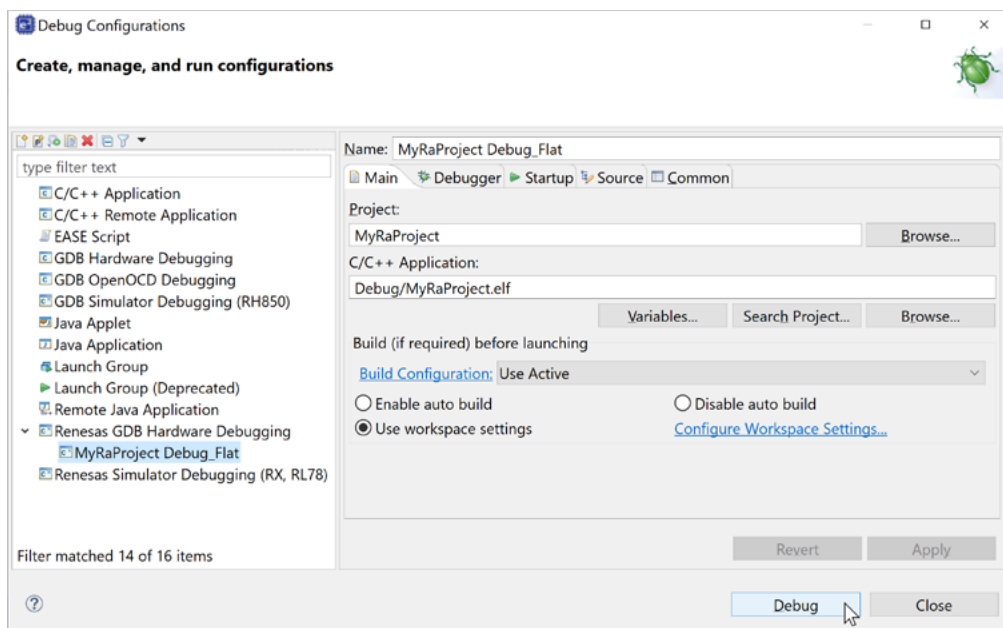 Debug Configurations
Create, manage, and run configurations
type filter text
C/C++ Application
C/C++ Remote Application
EASE Script
GDB Hardware Debugging
GDB OpenOCD Debugging
GDB Simulator Debugging (RH850)
Java Applet
Java Application
Launch Group
Launch Group (Deprecated)
Remote Java Application
Renesas GDB Hardware Debugging
MyRaProject Debug_Flat
Renesas Simulator Debugging (RX, RL78)
Filter matched 14 of 16 items
Name: MyRaProject Debug_Flat
Main Debugger Startup Source Common
Project:
MyRaProject Browse...
C/C++ Application:
Debug/MyRaProject.elf
Variables... Search Project... Browse...
Build (if required) before launching
Build Configuration: Use Active
Enable auto build Disable auto build
Use workspace settings Configure Workspace Settings...
Revert Apply
Debug Close